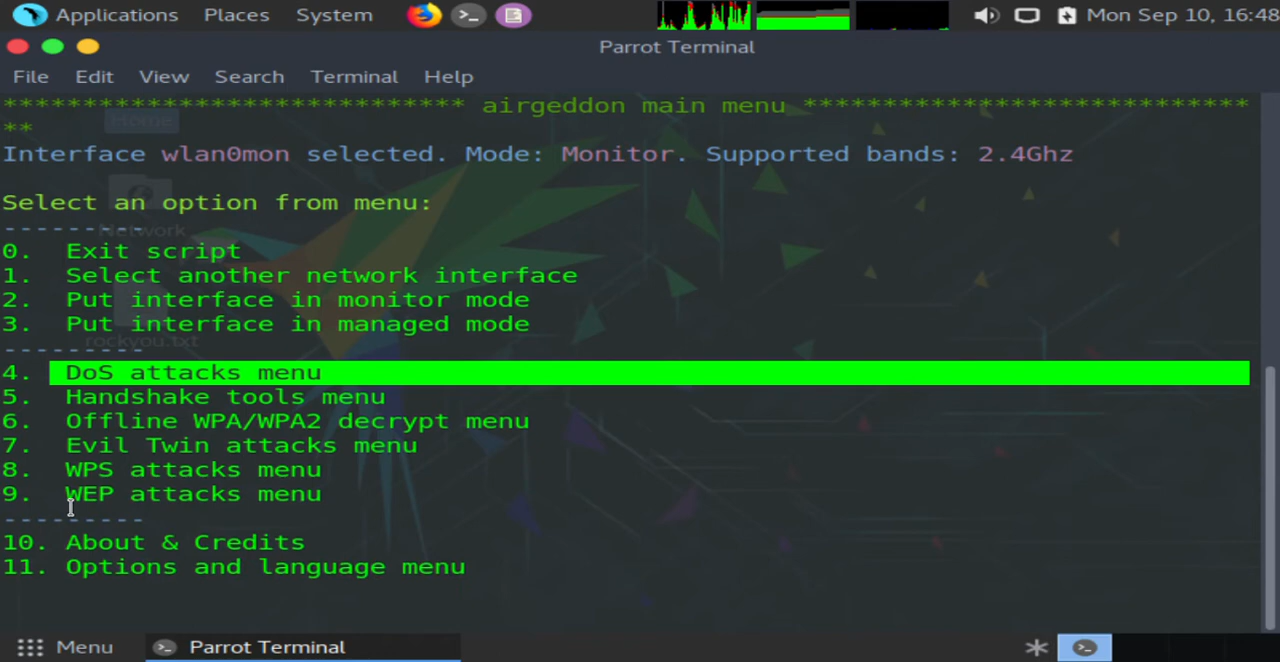 Applications Places System Mon Sep 10, 16:48
Parrot Terminal
File Edit View Search Terminal Help
***************************** airgeddon main menu ****************************
**
Home
Interface wlan0mon selected. Mode: Monitor. Supported bands: 2.4Ghz
Select an option from menu:
---------
Network
0. Exit script
1. Select another network interface
2. Put interface in monitor mode
3. Put interface in managed mode
---------
rockyou.txt
4. DoS attacks menu
5. Handshake tools menu
6. Offline WPA/WPA2 decrypt menu
7. Evil Twin attacks menu
8. WPS attacks menu
9. WEP attacks menu
---------
10. About & Credits
11. Options and language menu
Menu Parrot Terminal